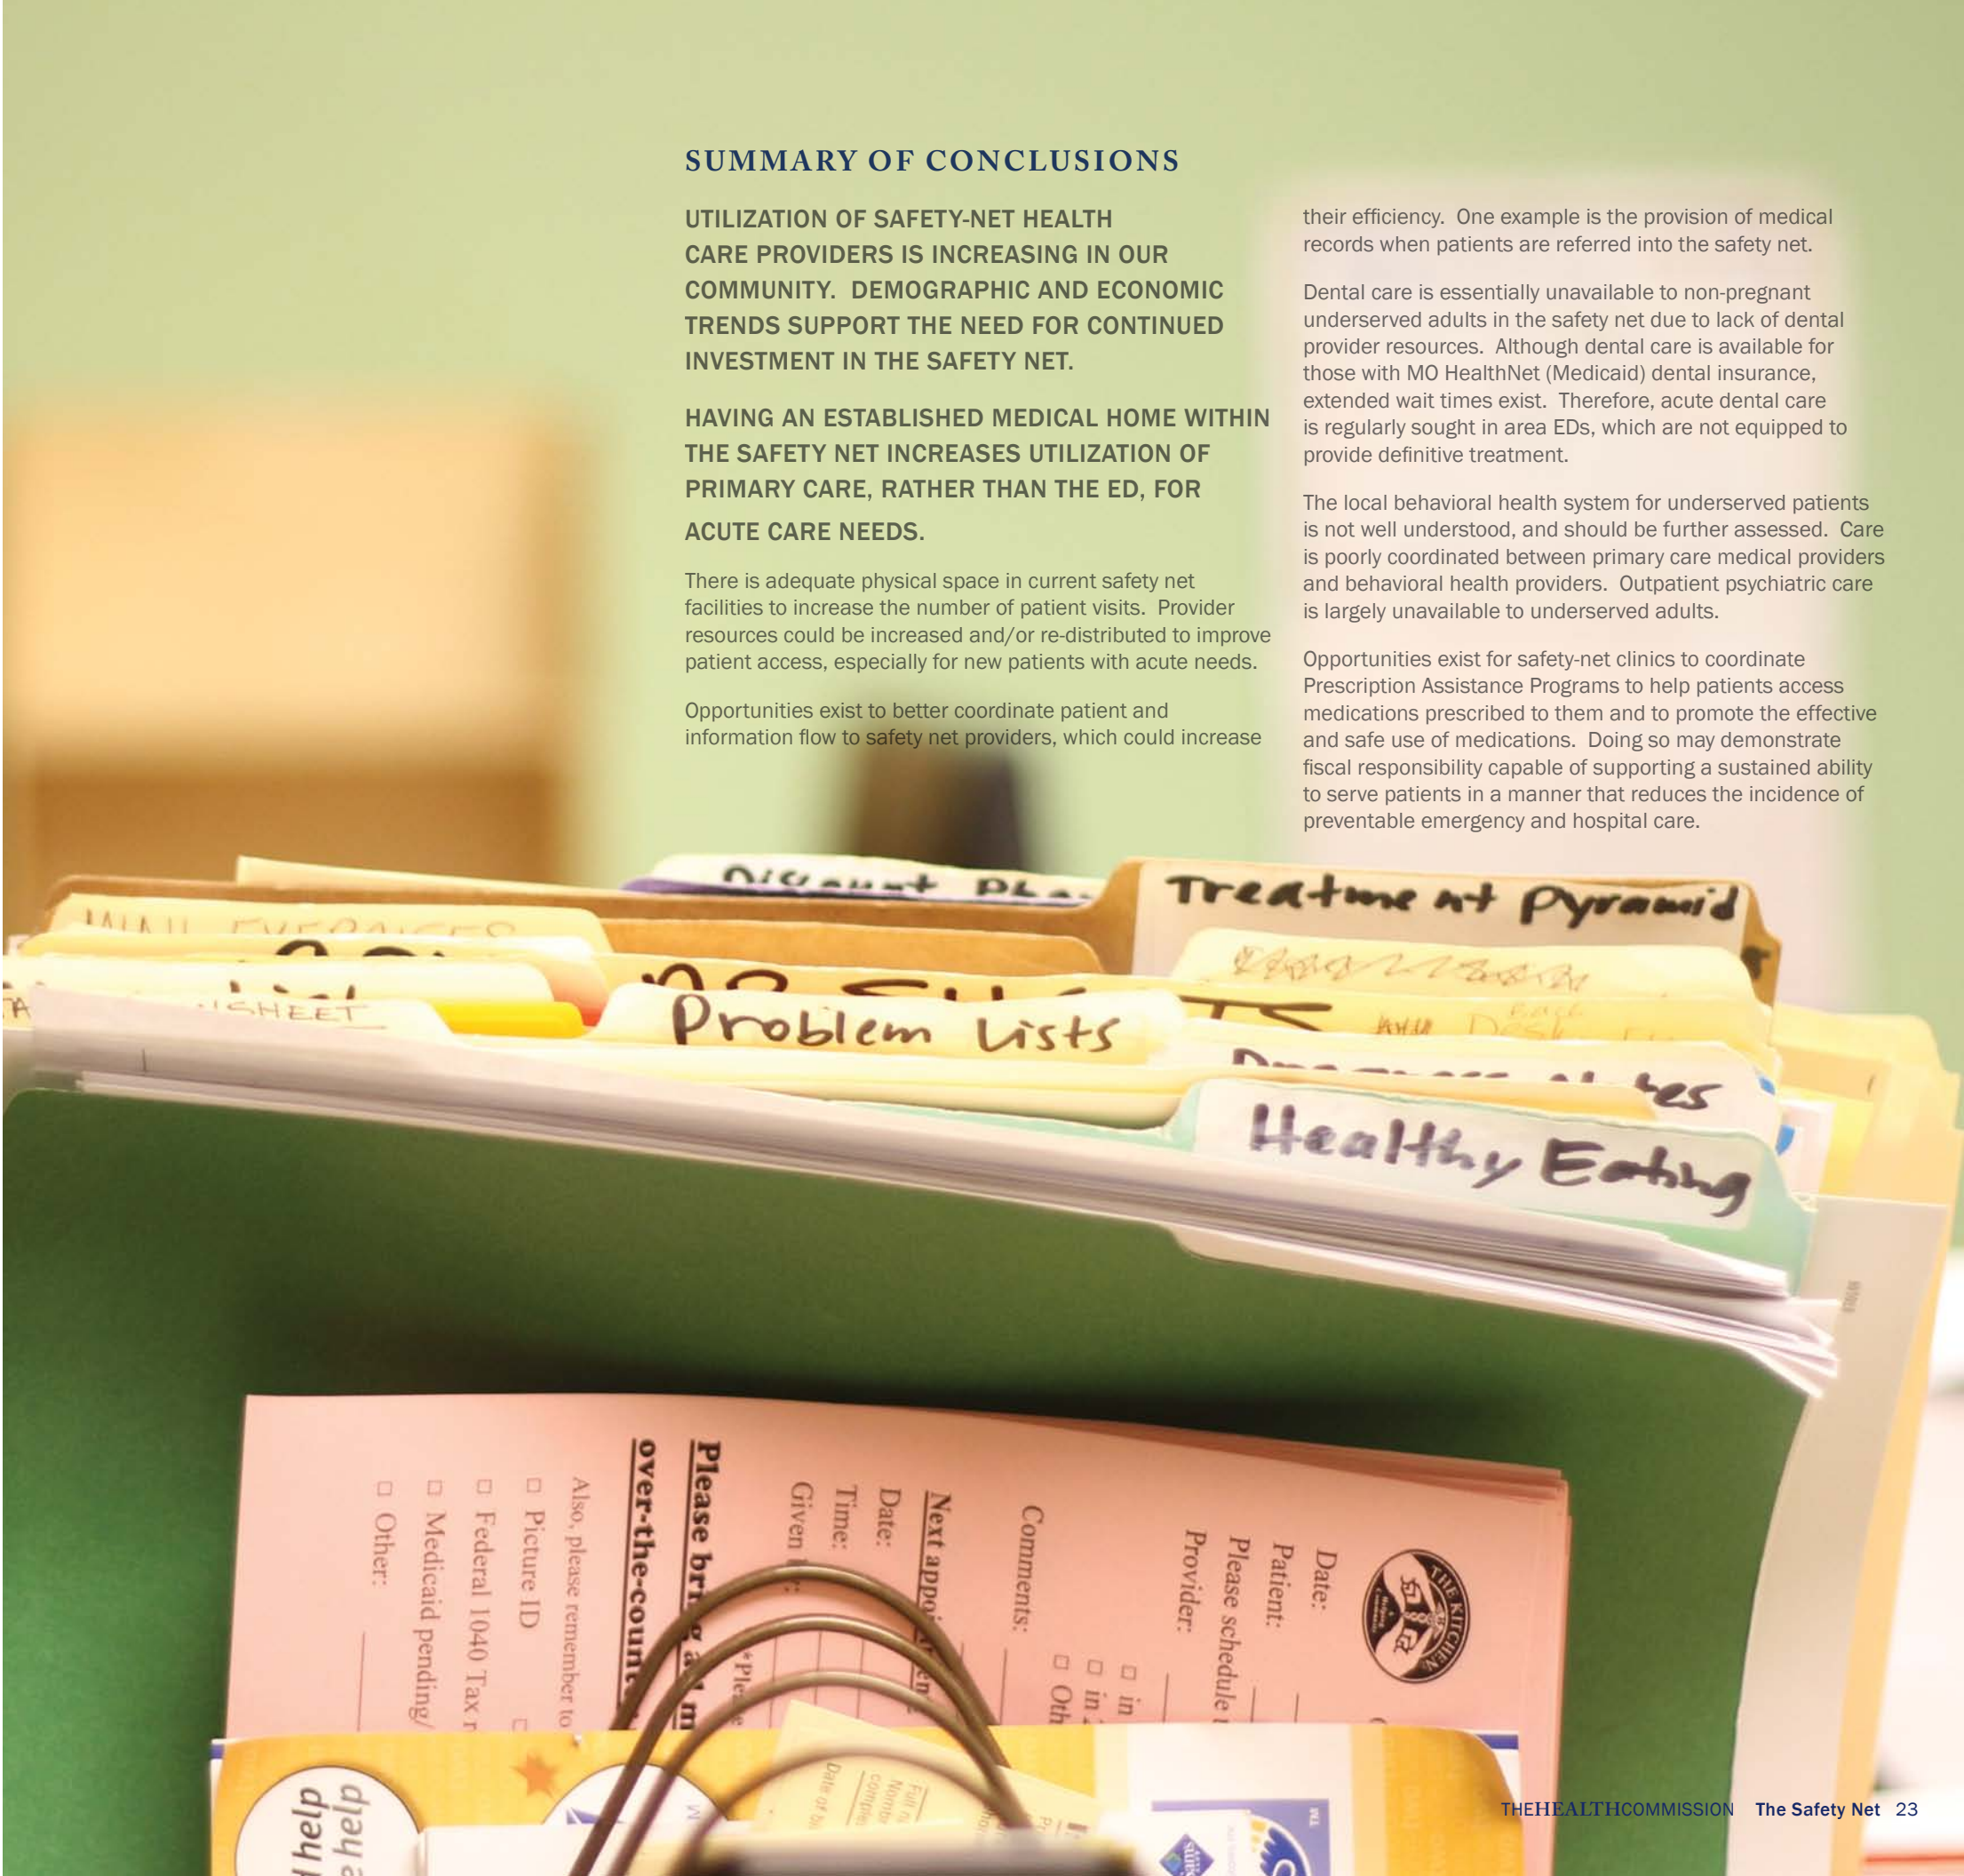 SUMMARY OF CONCLUSIONS
UTILIZATION OF SAFETY-NET HEALTH
CARE PROVIDERS IS INCREASING IN OUR
COMMUNITY.  DEMOGRAPHIC AND ECONOMIC
TRENDS SUPPORT THE NEED FOR CONTINUED
INVESTMENT IN THE SAFETY NET.
HAVING AN ESTABLISHED MEDICAL HOME WITHIN
THE SAFETY NET INCREASES UTILIZATION OF
PRIMARY CARE, RATHER THAN THE ED, FOR
ACUTE CARE NEEDS.
There is adequate physical space in current safety net
facilities to increase the number of patient visits.  Provider
resources could be increased and/or re-distributed to improve
patient access, especially for new patients with acute needs.
Opportunities exist to better coordinate patient and
information flow to safety net providers, which could increase
their efficiency.  One example is the provision of medical
records when patients are referred into the safety net.
Dental care is essentially unavailable to non-pregnant
underserved adults in the safety net due to lack of dental
provider resources.  Although dental care is available for
those with MO HealthNet (Medicaid) dental insurance,
extended wait times exist.  Therefore, acute dental care
is regularly sought in area EDs, which are not equipped to
provide definitive treatment.
The local behavioral health system for underserved patients
is not well understood, and should be further assessed.  Care
is poorly coordinated between primary care medical providers
and behavioral health providers.  Outpatient psychiatric care
is largely unavailable to underserved adults.
Opportunities exist for safety-net clinics to coordinate
Prescription Assistance Programs to help patients access
medications prescribed to them and to promote the effective
and safe use of medications.  Doing so may demonstrate
fiscal responsibility capable of supporting a sustained ability
to serve patients in a manner that reduces the incidence of
preventable emergency and hospital care.
Discount
Treatment Pyramid
Problem Lists
Healthy Eating
THE KITCHEN
Date:
Patient:
Please schedule
Provider:
☐ in
☐ in
☐ Oth
Comments:
Next appointment
Date:
Time:
Given
*Please
Please bring all m
over-the-count
Also, please remember to
☐ Picture ID
☐ Federal 1040 Tax r
☐ Medicaid pending/
☐ Other:
help
help
THEHEALTHCOMMISSION The Safety Net 23